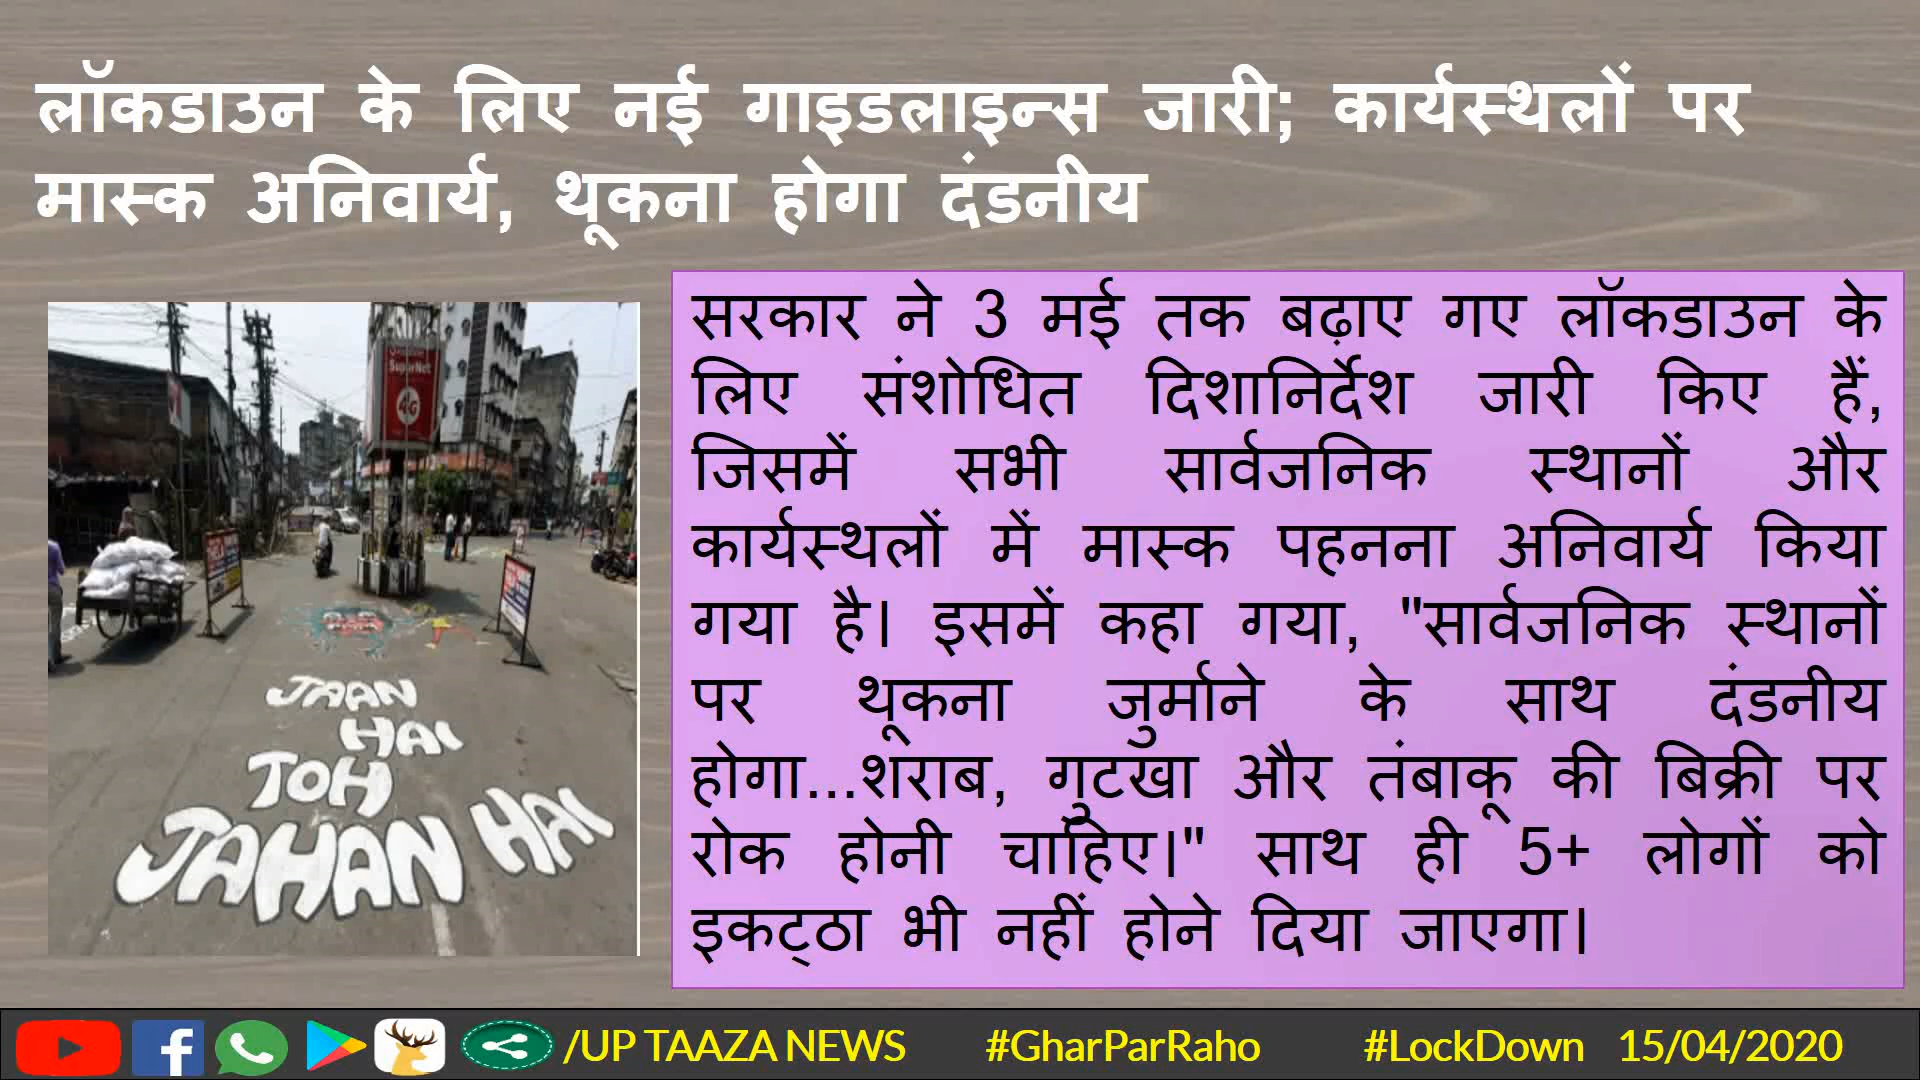 लॉकडाउन के लिए नई गाइडलाइन्स जारी; कार्यस्थलों पर
मास्क अनिवार्य, थूकना होगा दंडनीय
सरकार ने 3 मई तक बढ़ाए गए लॉकडाउन के
लिए संशोधित दिशानिर्देश जारी किए हैं,
जिसमें सभी सार्वजनिक स्थानों और
कार्यस्थलों में मास्क पहनना अनिवार्य किया
गया है। इसमें कहा गया, "सार्वजनिक स्थानों
पर थूकना जुर्माने के साथ दंडनीय
होगा...शराब, गुटखा और तंबाकू की बिक्री पर
रोक होनी चाहिए।" साथ ही 5+ लोगों को
इकट्ठा भी नहीं होने दिया जाएगा।
SuperNet
4G
JAAN
HAI
TOH
JAHAN HAI
/UP TAAZA NEWS #GharParRaho #LockDown 15/04/2020